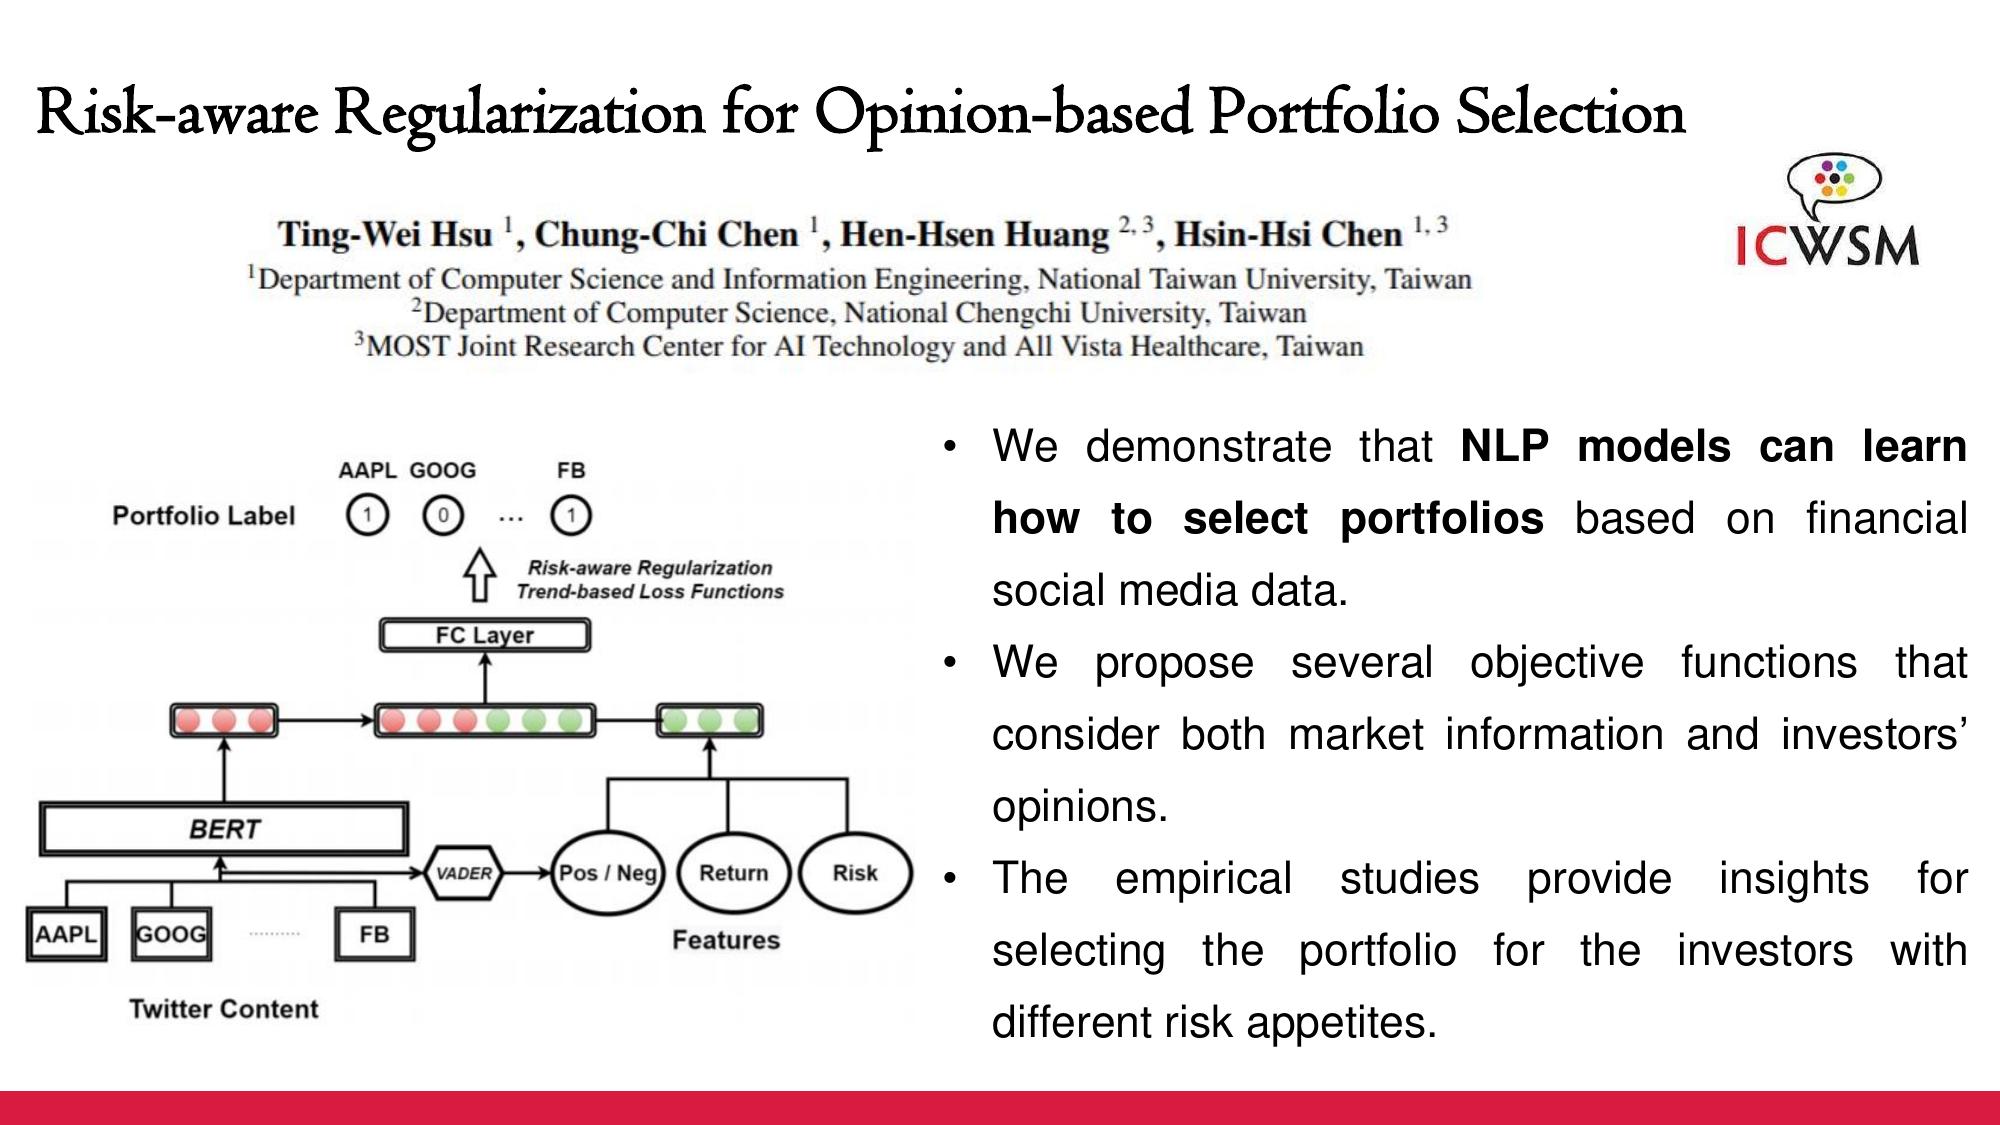 Risk-aware Regularization for Opinion-based Portfolio Selection
ICWSM
Ting-Wei Hsu 1, Chung-Chi Chen 1, Hen-Hsen Huang 2, 3, Hsin-Hsi Chen 1, 3
1Department of Computer Science and Information Engineering, National Taiwan University, Taiwan
2Department of Computer Science, National Chengchi University, Taiwan
3MOST Joint Research Center for AI Technology and All Vista Healthcare, Taiwan
AAPL GOOG FB
Portfolio Label 1 0 ... 1
Risk-aware Regularization
Trend-based Loss Functions
FC Layer
BERT
VADER Pos / Neg Return Risk
AAPL GOOG .......... FB
Features
Twitter Content
• We demonstrate that NLP models can learn
how to select portfolios based on financial
social media data.
• We propose several objective functions that
consider both market information and investors’
opinions.
• The empirical studies provide insights for
selecting the portfolio for the investors with
different risk appetites.